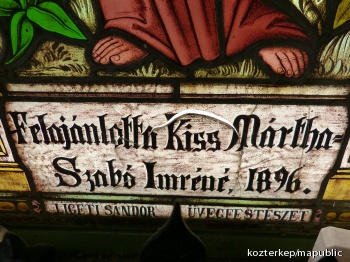 Felajánlotta Kiss Mártha-
Szabó Imréné, 1896.
LIGETI SÁNDOR ÜVEGFESTÉSZET
kozterkep/mapublic